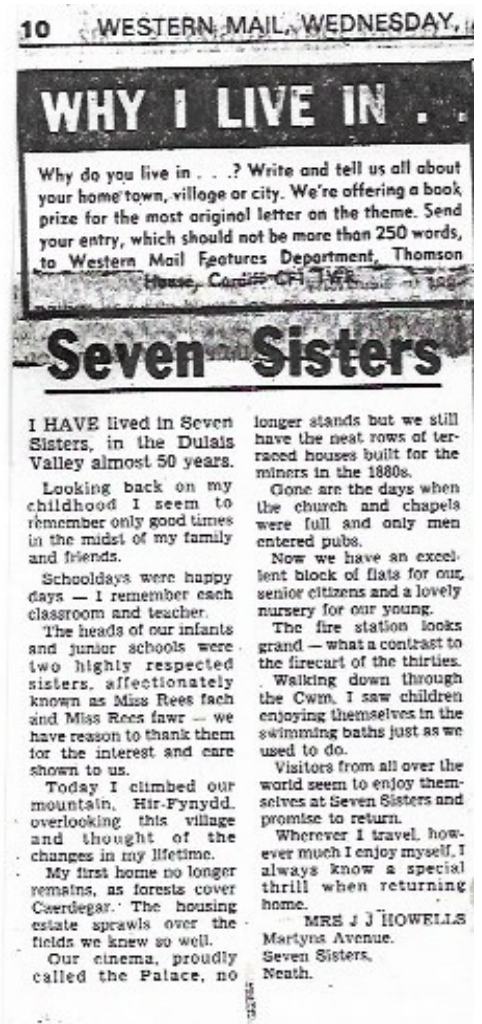 10 WESTERN MAIL, WEDNESDAY,
WHY I LIVE IN . .
Why do you live in . . .? Write and tell us all about
your home town, village or city. We're offering a book
prize for the most original letter on the theme. Send
your entry, which should not be more than 250 words,
to Western Mail Features Department, Thomson
House, Cardiff CF1
Seven Sisters
I HAVE lived in Seven
Sisters, in the Dulais
Valley almost 50 years.
Looking back on my
childhood I seem to
remember only good times
in the midst of my family
and friends.
Schooldays were happy
days — I remember each
classroom and teacher.
The heads of our infants
and junior schools were
two highly respected
sisters, affectionately
known as Miss Rees fach
and Miss Rees fawr — we
have reason to thank them
for the interest and care
shown to us.
Today I climbed our
mountain, Hir-Fynydd,
overlooking this village
and thought of the
changes in my lifetime.
My first home no longer
remains, as forests cover
Caerdegar. The housing
estate sprawls over the
fields we knew so well.
Our cinema, proudly
called the Palace, no
longer stands but we still
have the neat rows of ter-
raced houses built for the
miners in the 1880s.
Gone are the days when
the church and chapels
were full and only men
entered pubs.
Now we have an excel-
lent block of flats for our
senior citizens and a lovely
nursery for our young.
The fire station looks
grand — what a contrast to
the firecart of the thirties.
Walking down through
the Cwm, I saw children
enjoying themselves in the
swimming baths just as we
used to do.
Visitors from all over the
world seem to enjoy them-
selves at Seven Sisters and
promise to return.
Wherever I travel, how-
ever much I enjoy myself, I
always know a special
thrill when returning
home.
MRS J J HOWELLS
Martyns Avenue,
Seven Sisters,
Neath.